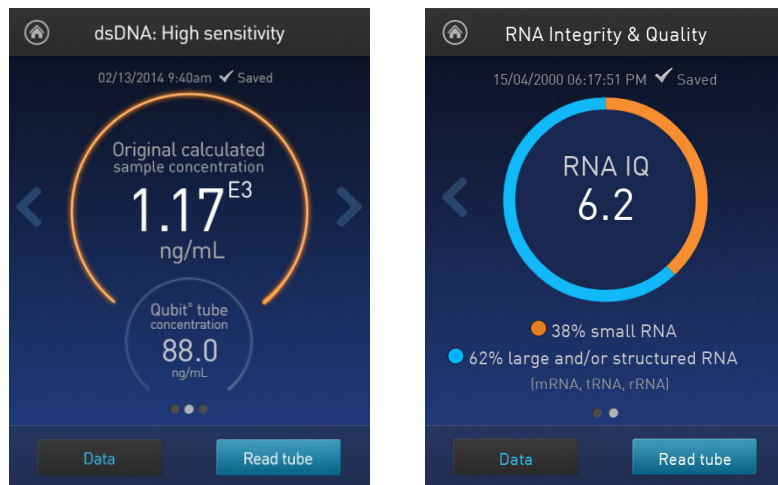 dsDNA: High sensitivity
02/13/2014 9:40am ✓ Saved
Original calculated
sample concentration
1.17E3
ng/mL
Qubit® tube
concentration
88.0
ng/mL
Data
Read tube
RNA Integrity & Quality
15/04/2000 06:17:51 PM ✓ Saved
RNA IQ
6.2
38% small RNA
62% large and/or structured RNA
(mRNA, tRNA, rRNA)
Data
Read tube